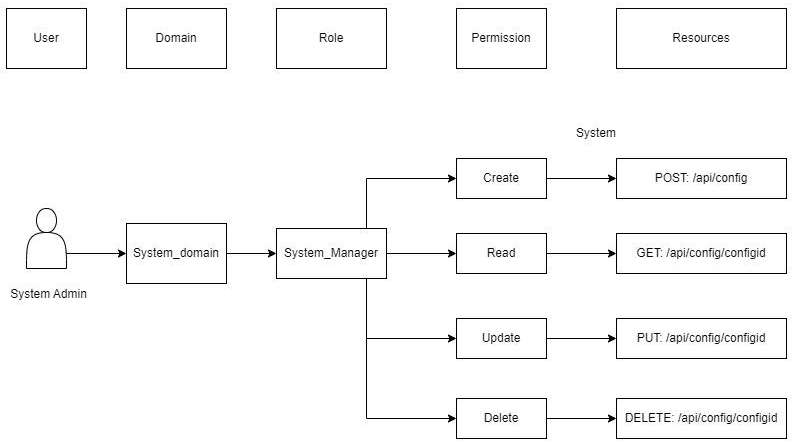 User
Domain
Role
Permission
Resources
System
Create
POST: /api/config
System_domain
System_Manager
Read
GET: /api/config/configid
System Admin
Update
PUT: /api/config/configid
Delete
DELETE: /api/config/configid